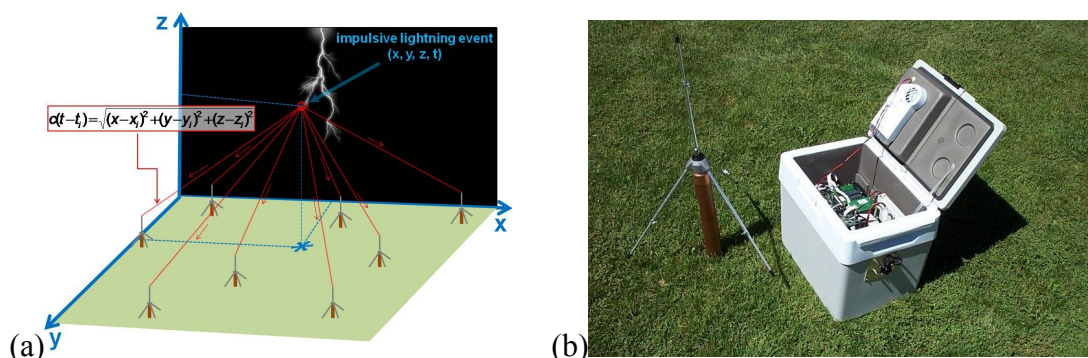 z
impulsive lightning event
(x, y, z, t)
c(t−tᵢ)=√(x−xᵢ)²+(y−yᵢ)²+(z−zᵢ)²
x
y
(a)
(b)